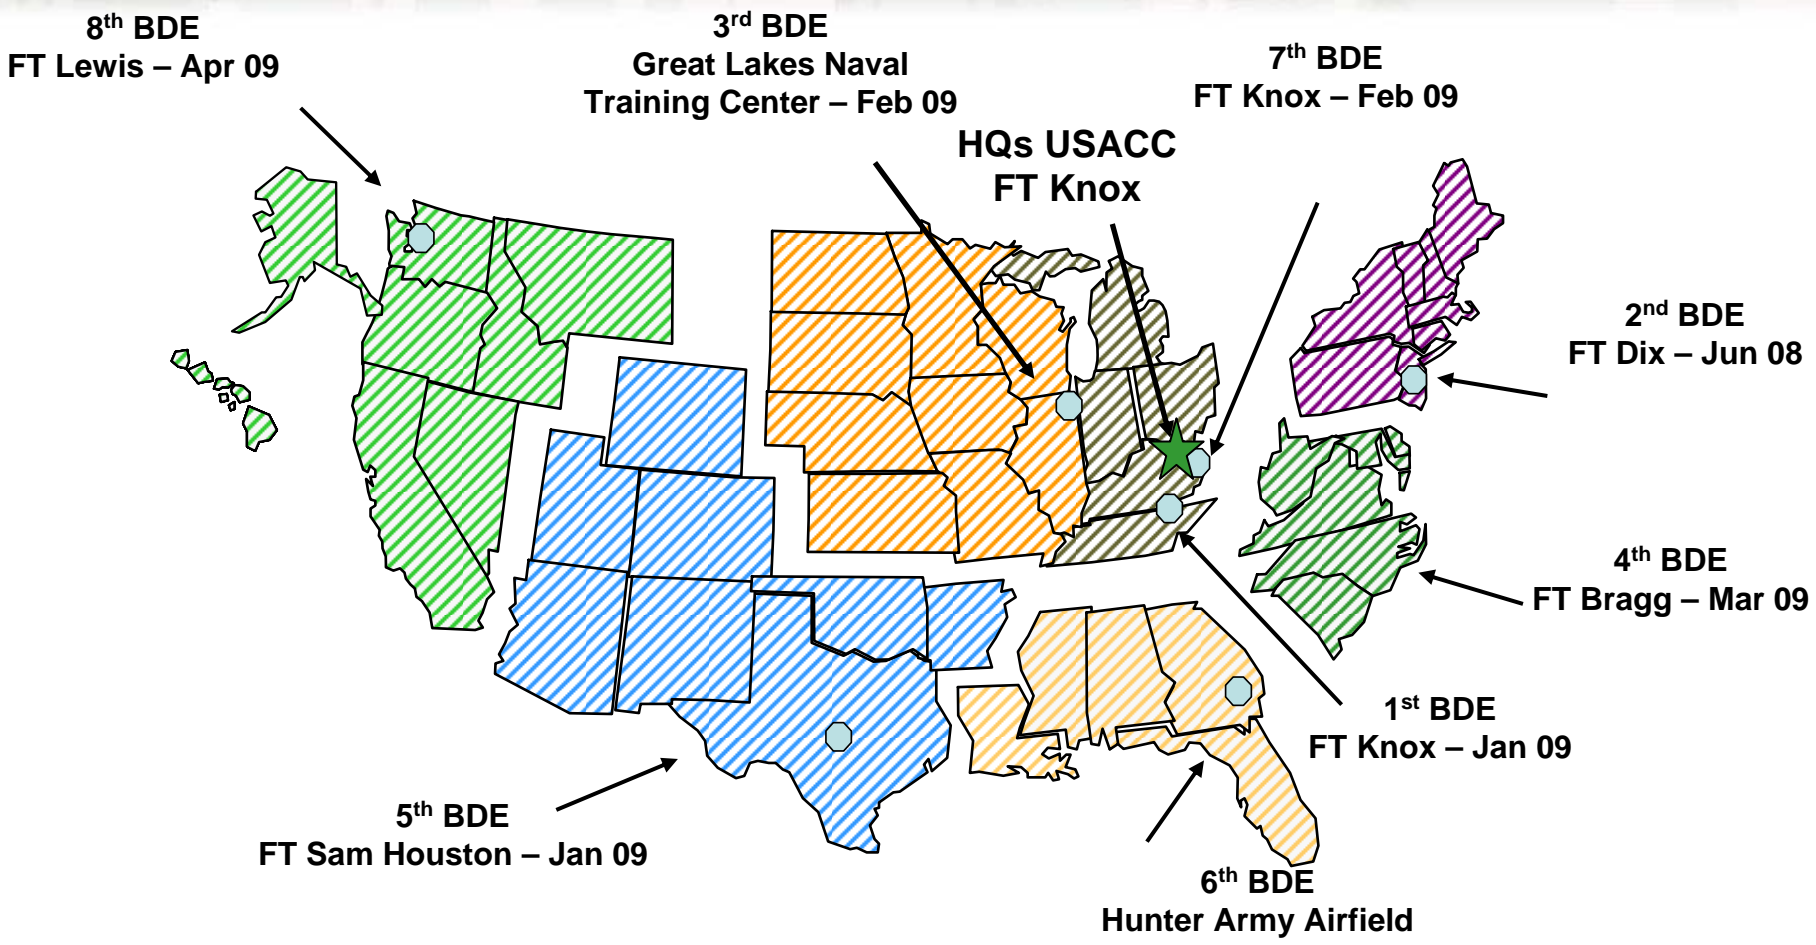 8th BDE
FT Lewis – Apr 09
3rd BDE
Great Lakes Naval
Training Center – Feb 09
7th BDE
FT Knox – Feb 09
HQs USACC
FT Knox
2nd BDE
FT Dix – Jun 08
4th BDE
FT Bragg – Mar 09
1st BDE
FT Knox – Jan 09
5th BDE
FT Sam Houston – Jan 09
6th BDE
Hunter Army Airfield